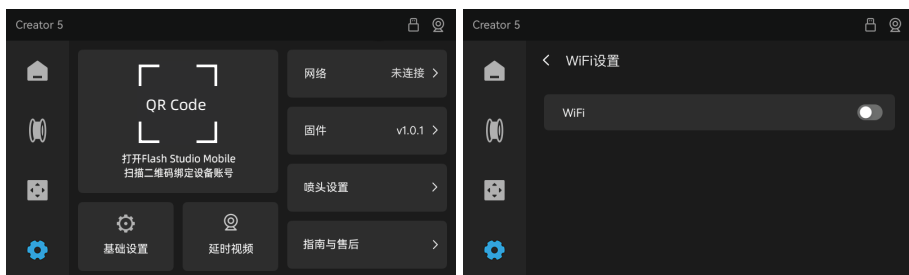 Creator 5
QR Code
打开Flash Studio Mobile
扫描二维码绑定设备账号
基础设置
延时视频
网络 未连接 >
固件 v1.0.1 >
喷头设置 >
指南与售后 >
Creator 5
< WiFi设置
WiFi